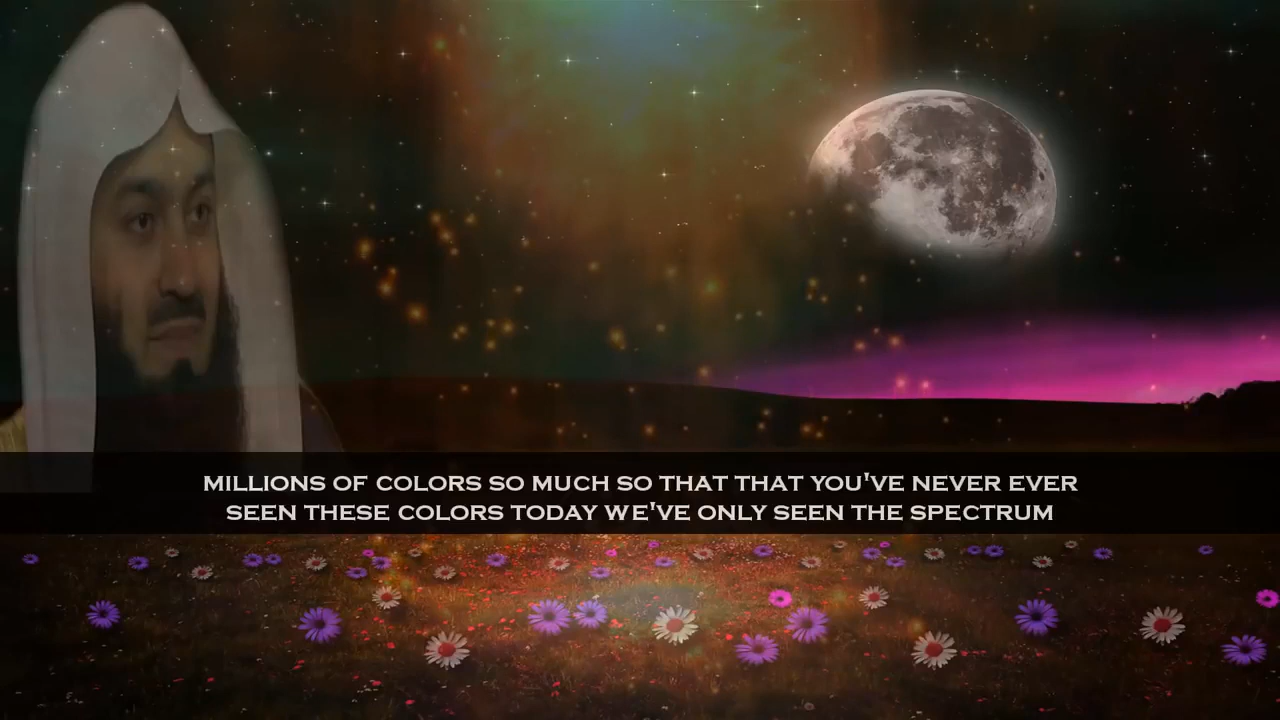 MILLIONS OF COLORS SO MUCH SO THAT THAT YOU'VE NEVER EVER
SEEN THESE COLORS TODAY WE'VE ONLY SEEN THE SPECTRUM